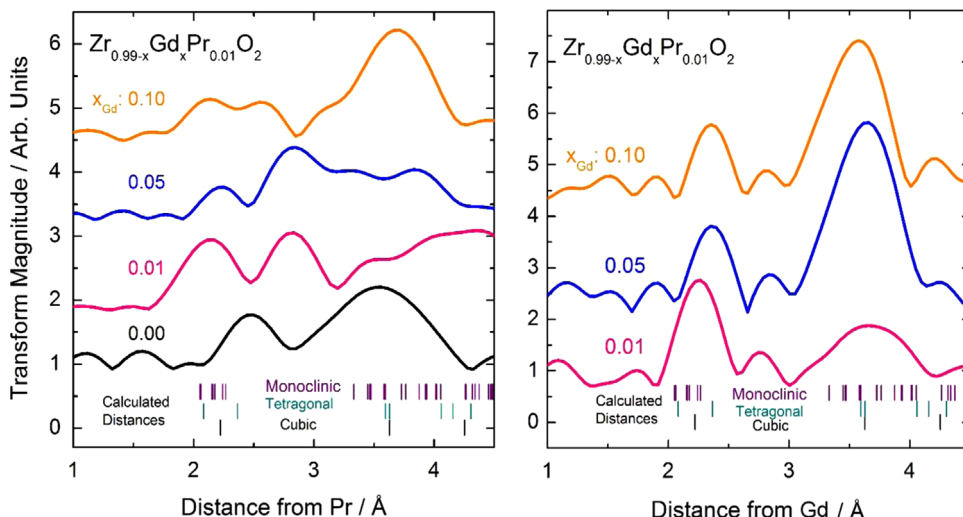 Zr0.99-xGdxPr0.01O2
xGd: 0.10
0.05
0.01
0.00
Monoclinic
Calculated Distances
Tetragonal
Cubic
Transform Magnitude / Arb. Units
6
5
4
3
2
1
0
1 2 3 4
Distance from Pr / Å
Zr0.99-xGdxPr0.01O2
xGd: 0.10
0.05
0.01
Monoclinic
Calculated Distances
Tetragonal
Cubic
7
6
5
4
3
2
1
0
1 2 3 4
Distance from Gd / Å